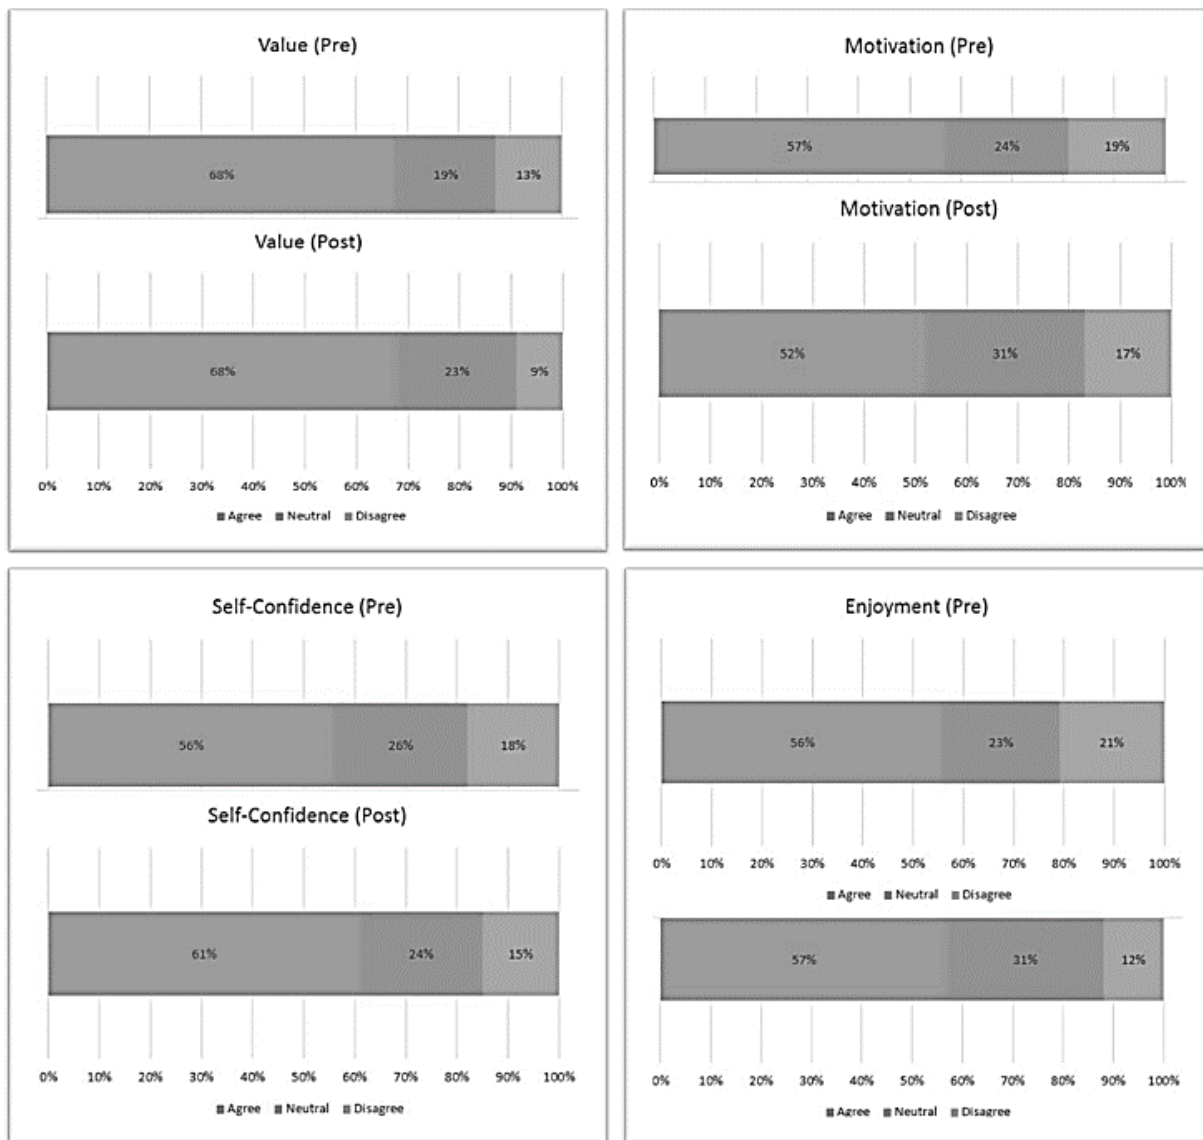 Value (Pre)
68% 19% 13%
Value (Post)
68% 23% 9%
0% 10% 20% 30% 40% 50% 60% 70% 80% 90% 100%
Agree Neutral Disagree
Motivation (Pre)
57% 24% 19%
Motivation (Post)
52% 31% 17%
0% 10% 20% 30% 40% 50% 60% 70% 80% 90% 100%
Agree Neutral Disagree
Self-Confidence (Pre)
56% 26% 18%
Self-Confidence (Post)
61% 24% 15%
0% 10% 20% 30% 40% 50% 60% 70% 80% 90% 100%
Agree Neutral Disagree
Enjoyment (Pre)
56% 23% 21%
0% 10% 20% 30% 40% 50% 60% 70% 80% 90% 100%
Agree Neutral Disagree
57% 31% 12%
0% 10% 20% 30% 40% 50% 60% 70% 80% 90% 100%
Agree Neutral Disagree